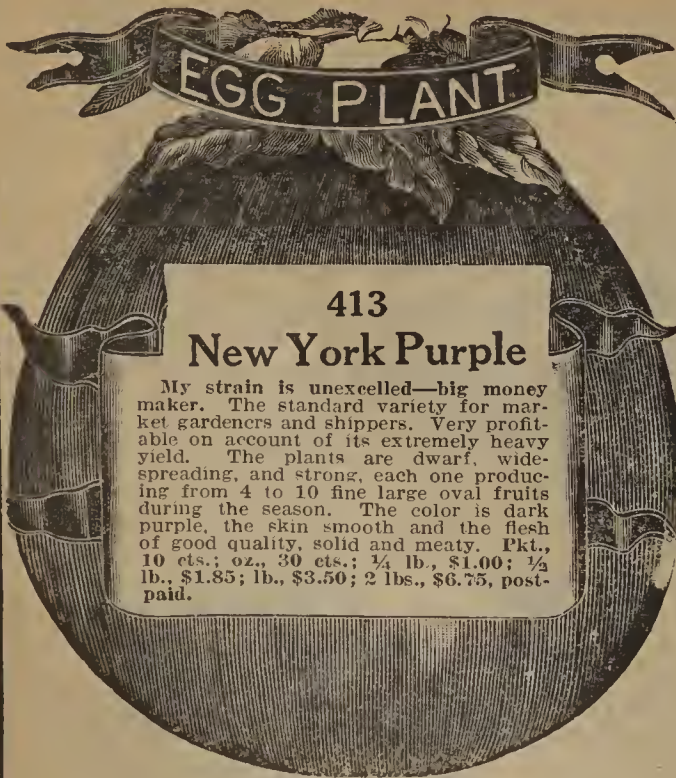 EGG PLANT
413
New York Purple
My strain is unexcelled—big money
maker. The standard variety for mar-
ket gardeners and shippers. Very profit-
able on account of its extremely heavy
yield. The plants are dwarf, wide-
spreading, and strong, each one produc-
ing from 4 to 10 fine large oval fruits
during the season. The color is dark
purple, the skin smooth and the flesh
of good quality, solid and meaty. Pkt.,
10 cts.; oz., 30 cts.; ¼ lb., $1.00; ½
lb., $1.85; lb., $3.50; 2 lbs., $6.75, post-
paid.